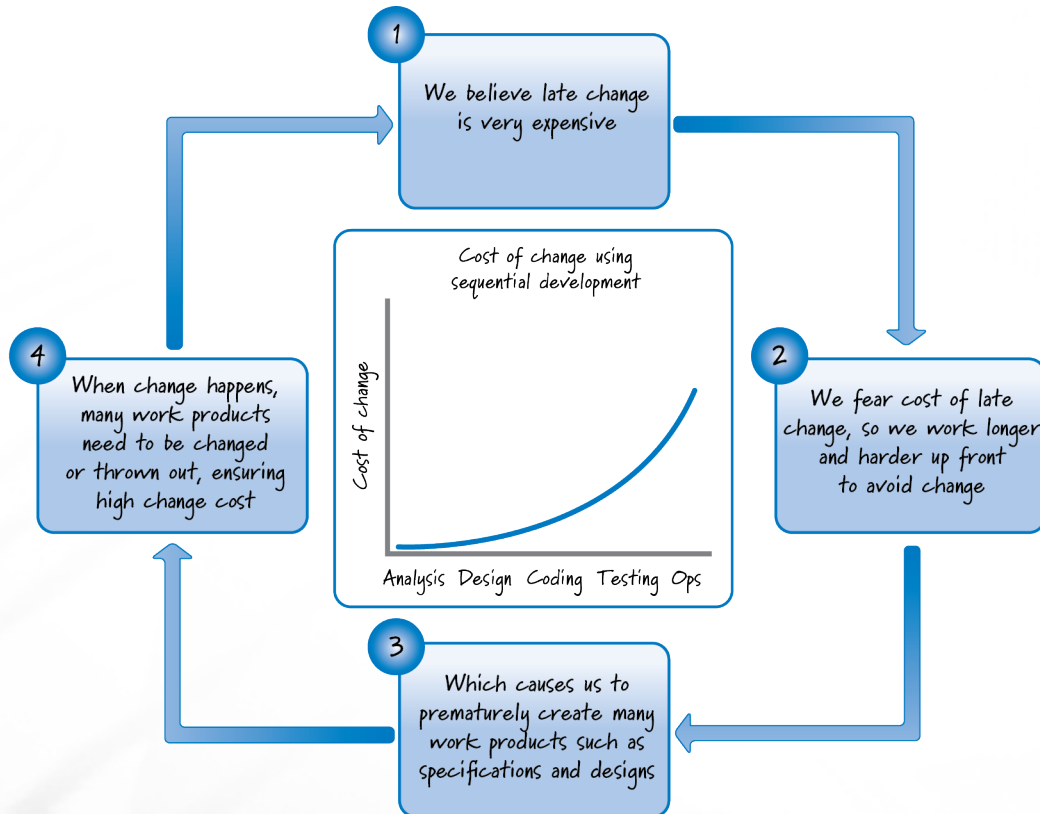 1
We believe late change
is very expensive
2
We fear cost of late
change, so we work longer
and harder up front
to avoid change
3
Which causes us to
prematurely create many
work products such as
specifications and designs
4
When change happens,
many work products
need to be changed
or thrown out, ensuring
high change cost
Cost of change using
sequential development
Cost of change
Analysis Design Coding Testing Ops